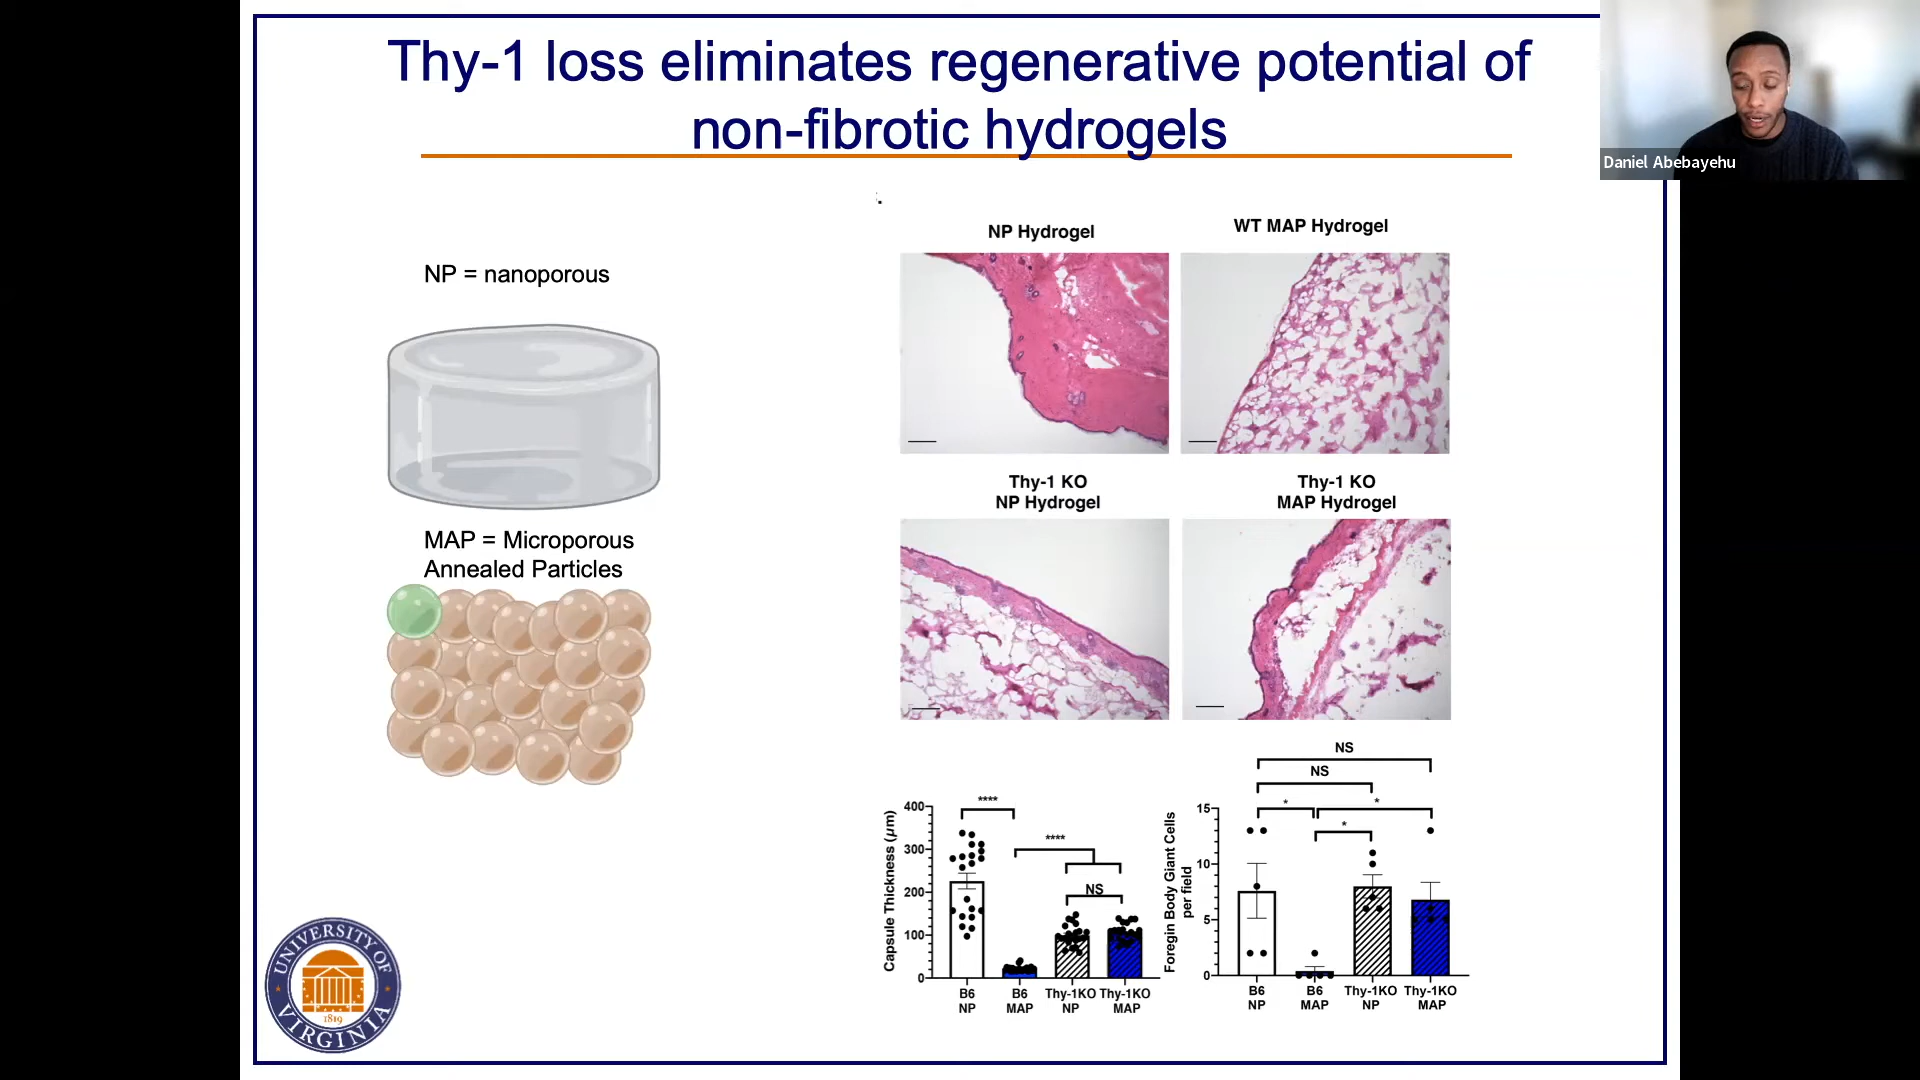 Thy-1 loss eliminates regenerative potential of
non-fibrotic hydrogels
Daniel Abebayehu
NP = nanoporous
MAP = Microporous
Annealed Particles
NP Hydrogel
WT MAP Hydrogel
Thy-1 KO
NP Hydrogel
Thy-1 KO
MAP Hydrogel
Capsule Thickness (µm)
400
300
200
100
0
****
****
NS
B6
NP
B6
MAP
Thy-1KO
NP
Thy-1KO
MAP
Foregin Body Giant Cells
per field
15
10
5
0
NS
NS
*
*
*
B6
NP
B6
MAP
Thy-1KO
NP
Thy-1KO
MAP
UNIVERSITY OF
VIRGINIA
1819